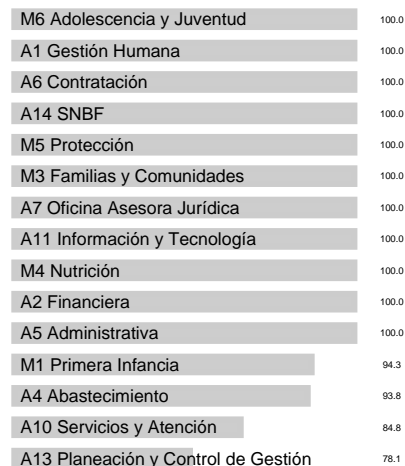 M6 Adolescencia y Juventud 100.0
A1 Gestión Humana 100.0
A6 Contratación 100.0
A14 SNBF 100.0
M5 Protección 100.0
M3 Familias y Comunidades 100.0
A7 Oficina Asesora Jurídica 100.0
A11 Información y Tecnología 100.0
M4 Nutrición 100.0
A2 Financiera 100.0
A5 Administrativa 100.0
M1 Primera Infancia 94.3
A4 Abastecimiento 93.8
A10 Servicios y Atención 84.8
A13 Planeación y Control de Gestión 78.1